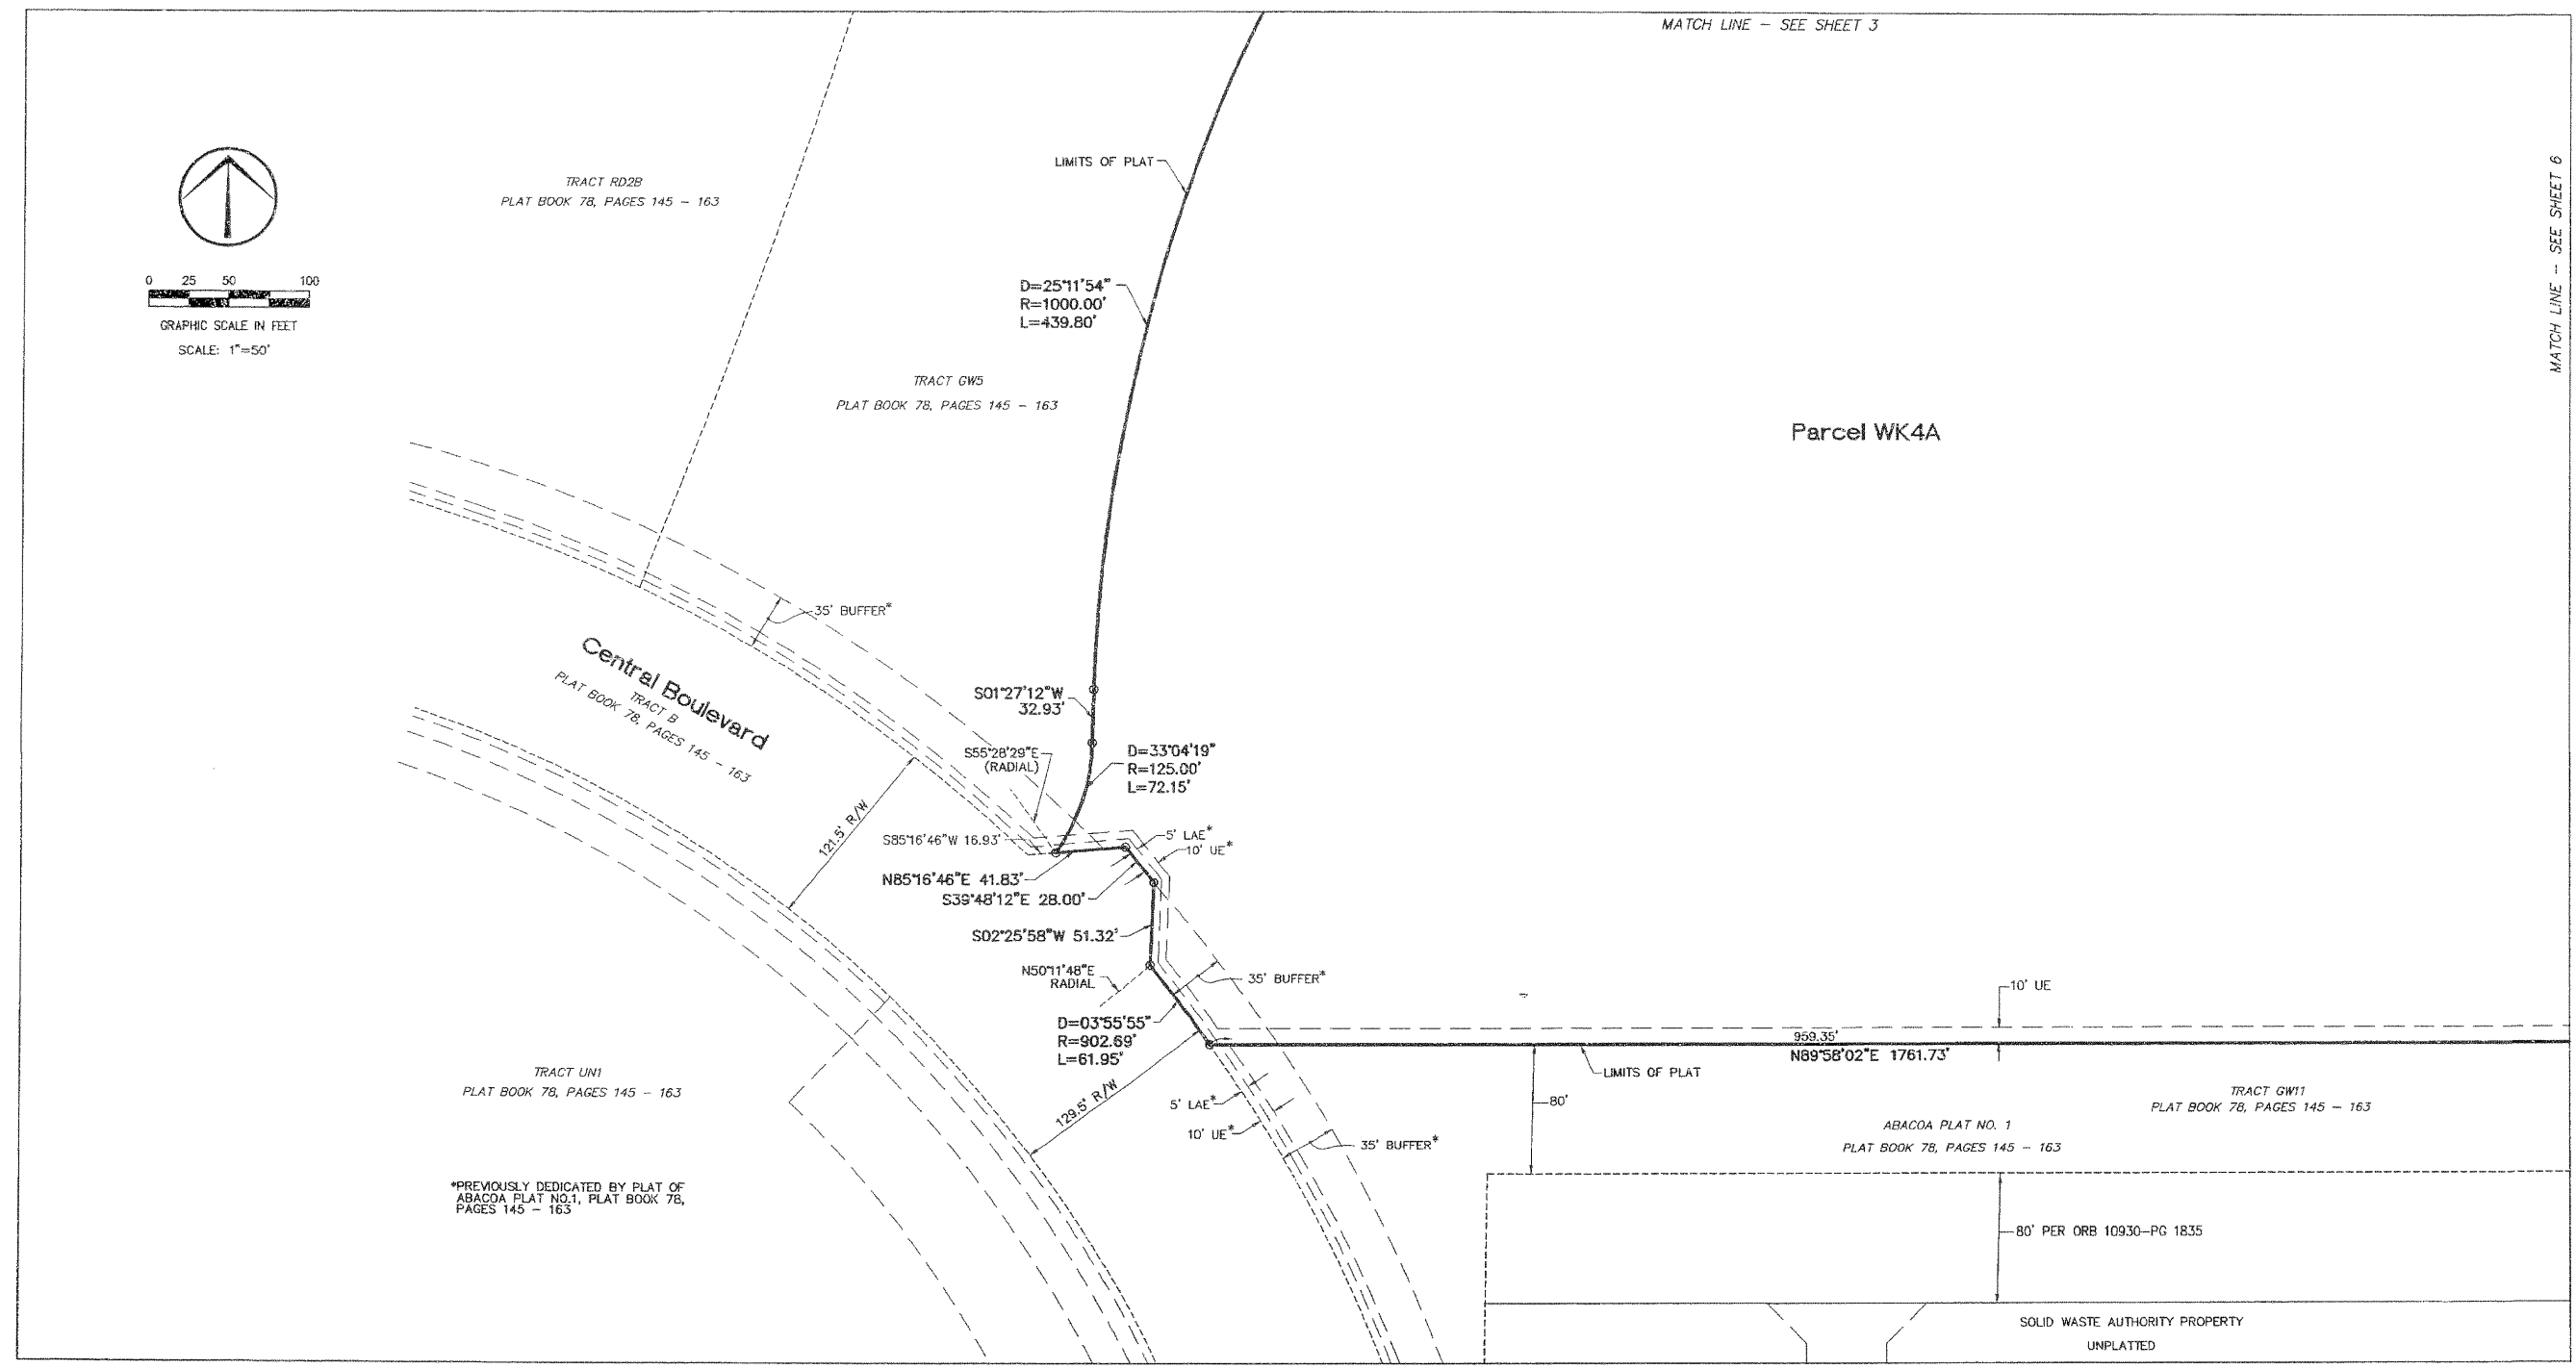 MATCH LINE - SEE SHEET 3
MATCH LINE - SEE SHEET 6
LIMITS OF PLAT
TRACT RD2B
PLAT BOOK 78, PAGES 145 - 163
0 25 50 100
GRAPHIC SCALE IN FEET
SCALE: 1"=50'
D=25°11'54"
R=1000.00'
L=439.80'
TRACT GW5
PLAT BOOK 78, PAGES 145 - 163
Parcel WK4A
35' BUFFER*
Central Boulevard
TRACT B
PLAT BOOK 78, PAGES 145 - 163
S01°27'12"W
32.93'
S55°28'29"E
(RADIAL)
D=33°04'19"
R=125.00'
L=72.15'
121.5' R/W
S85°16'46"W 16.93'
5' LAE*
10' UE*
N85°16'46"E 41.83'
S39°48'12"E 28.00'
S02°25'58"W 51.32'
N50°11'48"E
RADIAL
35' BUFFER*
10' UE
D=03°55'55"
R=902.69'
L=61.95'
959.35'
N89°58'02"E 1761.73'
LIMITS OF PLAT
129.5' R/W
TRACT UN1
PLAT BOOK 78, PAGES 145 - 163
5' LAE*
10' UE*
35' BUFFER*
80'
TRACT GW11
PLAT BOOK 78, PAGES 145 - 163
ABACOA PLAT NO. 1
PLAT BOOK 78, PAGES 145 - 163
*PREVIOUSLY DEDICATED BY PLAT OF
ABACOA PLAT NO.1, PLAT BOOK 78,
PAGES 145 - 163
80' PER ORB 10930-PG 1835
SOLID WASTE AUTHORITY PROPERTY
UNPLATTED